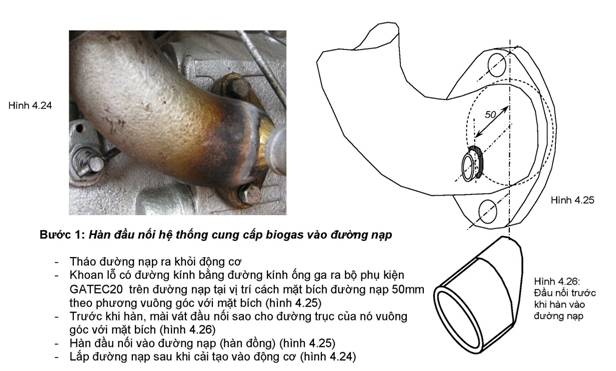 Hình 4.24
50
Hình 4.25
Bước 1: Hàn đầu nối hệ thống cung cấp biogas vào đường nạp
- Tháo đường nạp ra khỏi động cơ
- Khoan lỗ có đường kính bằng đường kính ống ga ra bộ phụ kiện
GATEC20 trên đường nạp tại vị trí cách mặt bích đường nạp 50mm
theo phương vuông góc với mặt bích (hình 4.25)
- Trước khi hàn, mài vát đầu nối sao cho đường trục của nó vuông
góc với mặt bích (hình 4.26)
- Hàn đầu nối vào đường nạp (hàn đồng) (hình 4.25)
- Lắp đường nạp sau khi cải tạo vào động cơ (hình 4.24)
Hình 4.26:
Đầu nối trước
khi hàn vào
đường nạp